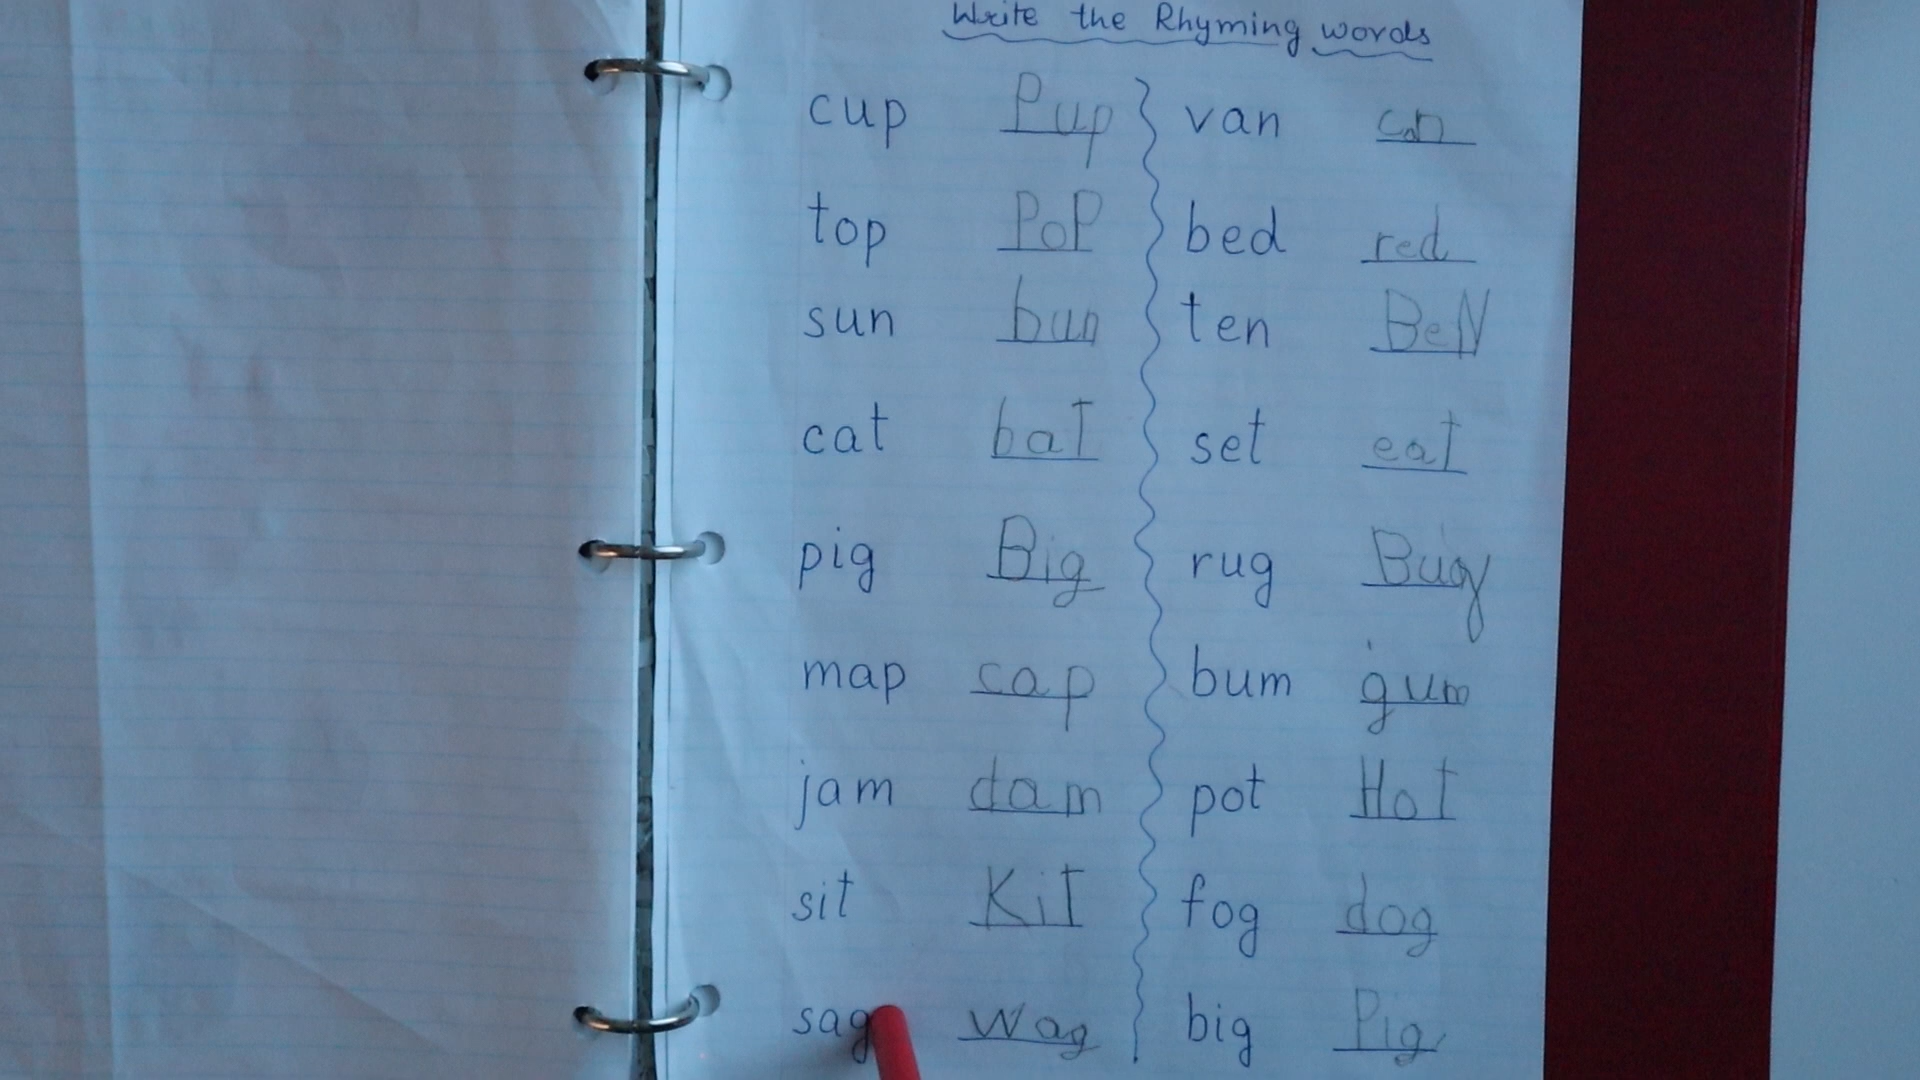 Write the Rhyming words
cup Pup van can
top PoP bed red
sun bun ten BeN
cat bat set eat
pig Big rug Bug
map cap bum gum
jam dam pot Hot
sit Kit fog dog
sag wag big Pig